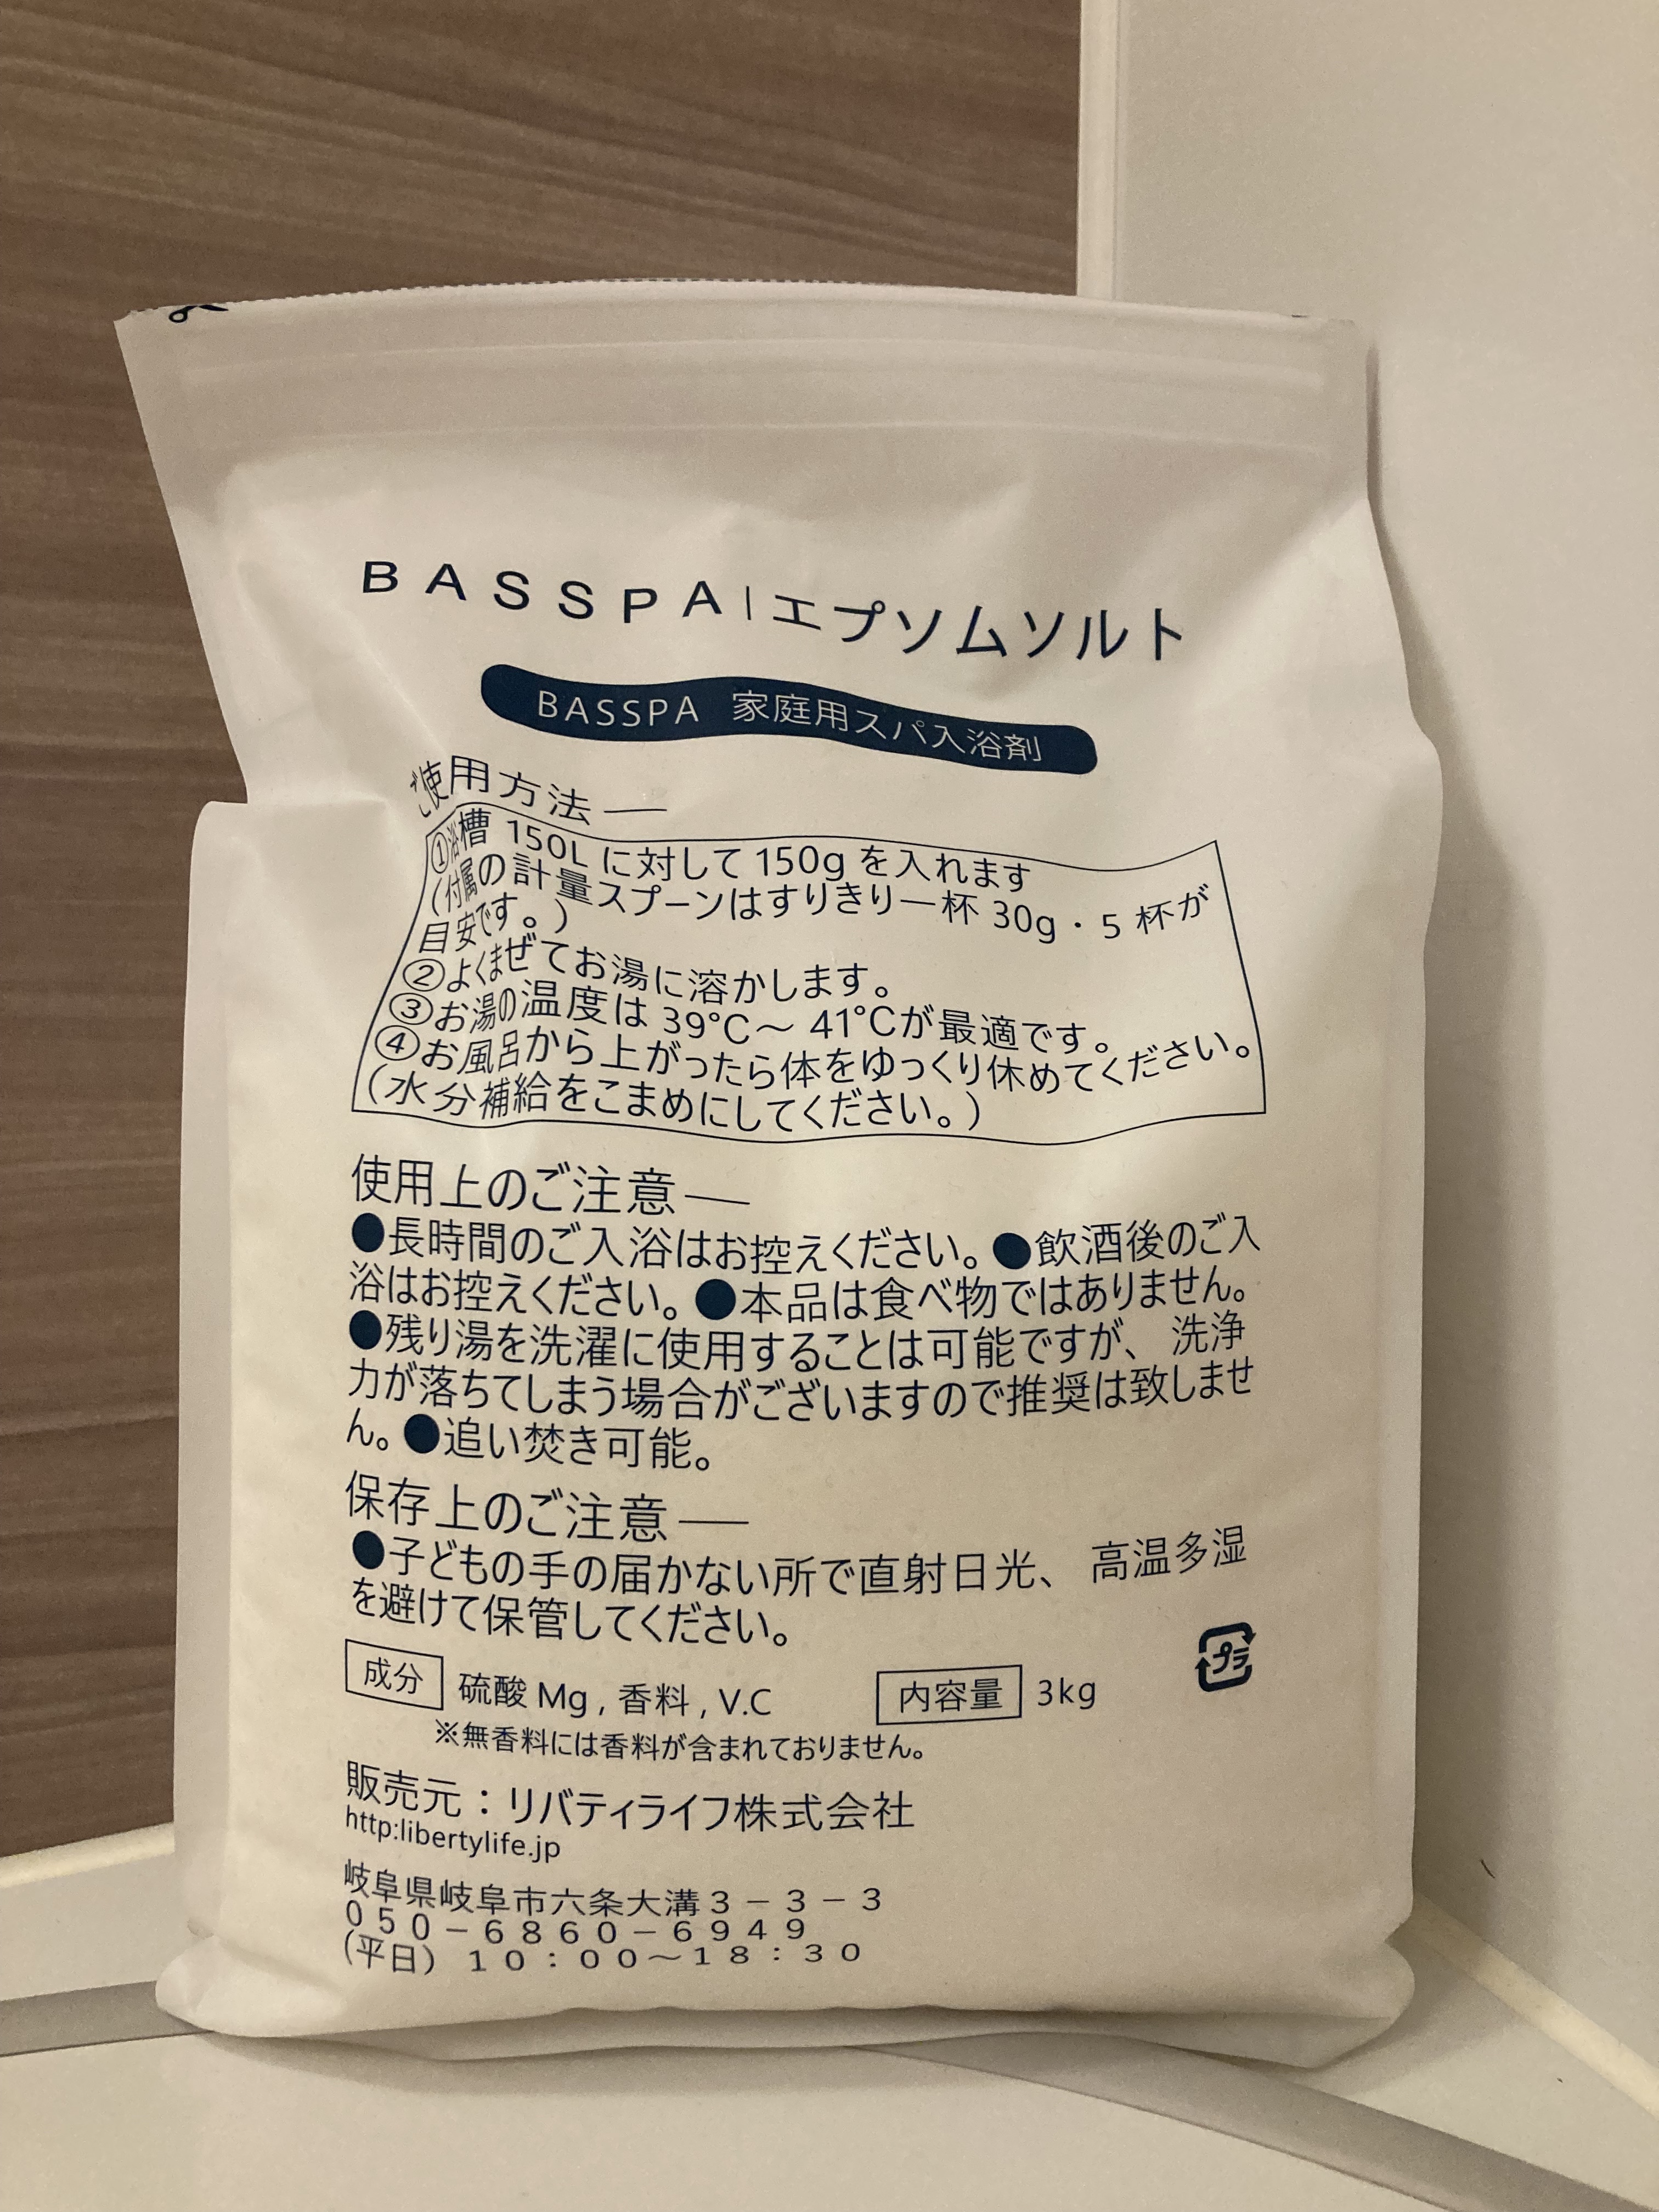 BASSPA|エプソムソルト
BASSPA 家庭用スパ入浴剤
ご使用方法―
①浴槽 150L に対して 150g を入れます
(付属の計量スプーンはすりきり一杯 30g・5 杯が
目安です。)
②よくまぜてお湯に溶かします。
③お湯の温度は 39℃～ 41℃が最適です。
④お風呂から上がったら体をゆっくり休めてください。
(水分補給をこまめにしてください。)
使用上のご注意―
●長時間のご入浴はお控えください。●飲酒後のご入
浴はお控えください。●本品は食べ物ではありません。
●残り湯を洗濯に使用することは可能ですが、洗浄
力が落ちてしまう場合がございますので推奨は致しませ
ん。●追い焚き可能。
保存上のご注意―
●子どもの手の届かない所で直射日光、高温多湿
を避けて保管してください。
プラ
成分 硫酸 Mg , 香料 , V.C 内容量 3kg
※無香料には香料が含まれておりません。
販売元：リバティライフ株式会社
http:libertylife.jp
岐阜県岐阜市六条大溝３－３－３
０５０－６８６０－６９４９
(平日) １０：００～１８：３０